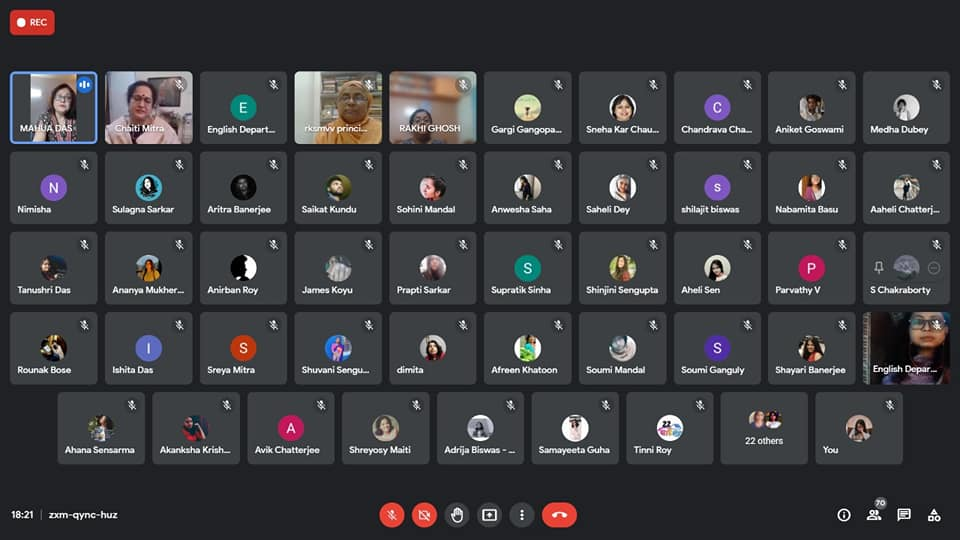 REC
MAHUA DAS
Chaiti Mitra
E
English Depart...
rksmvv princi...
RAKHI GHOSH
Gargi Gangopa...
Sneha Kar Chau...
C
Chandrava Cha...
Aniket Goswami
Medha Dubey
N
Nimisha
Sulagna Sarkar
Aritra Banerjee
Saikat Kundu
Sohini Mandal
Anwesha Saha
Saheli Dey
s
shilajit biswas
Nabamita Basu
Aaheli Chatterj...
Tanushri Das
Ananya Mukher...
Anirban Roy
James Koyu
Prapti Sarkar
S
Supratik Sinha
Shinjini Sengupta
Aheli Sen
P
Parvathy V
S Chakraborty
Rounak Bose
I
Ishita Das
S
Sreya Mitra
Shuvani Sengu...
dimita
Afreen Khatoon
Soumi Mandal
S
Soumi Ganguly
Shayari Banerjee
English Depar...
Ahana Sensarma
Akanksha Krish...
A
Avik Chatterjee
Shreyosy Maiti
Adrija Biswas - ...
Samayeeta Guha
22
Tinni Roy
22 others
You
18:21 | zxm-qync-huz
70